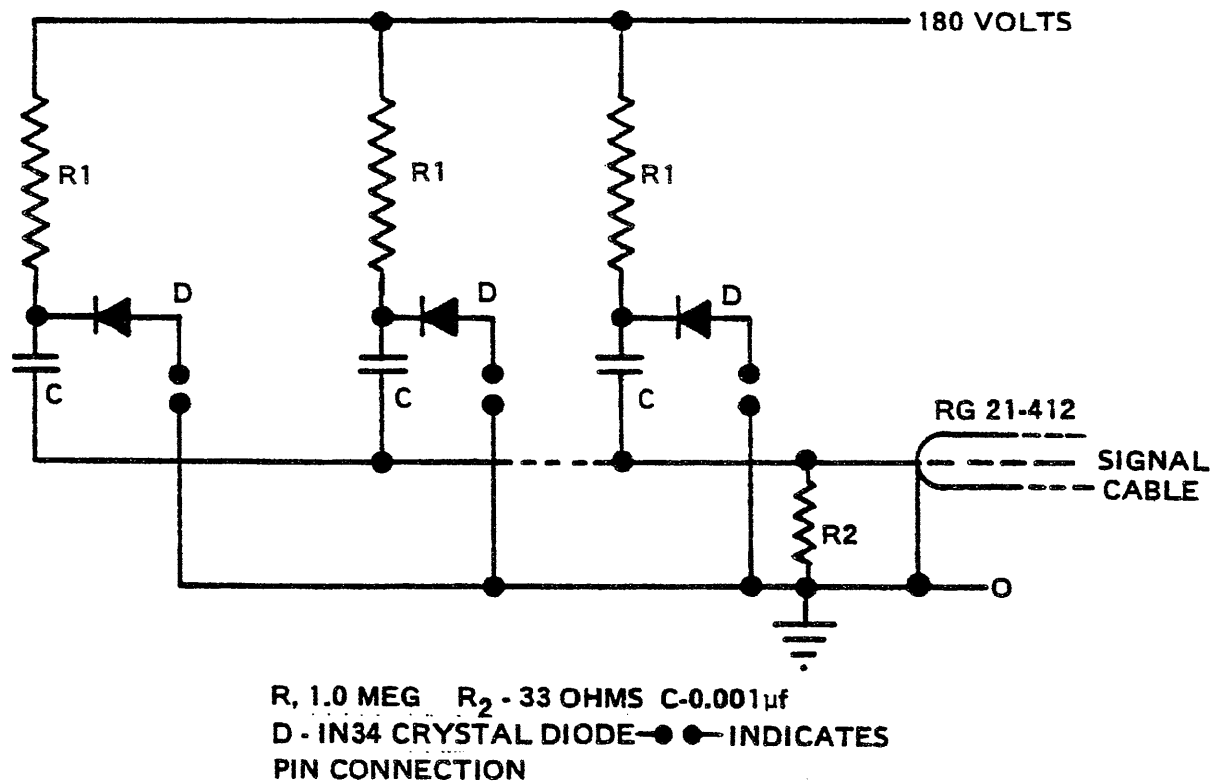 180 VOLTS
R1
R1
R1
D
D
D
C
C
C
RG 21-412
SIGNAL
CABLE
R2
O
R, 1.0 MEG R₂ - 33 OHMS C-0.001μf
D - IN34 CRYSTAL DIODE INDICATES
PIN CONNECTION